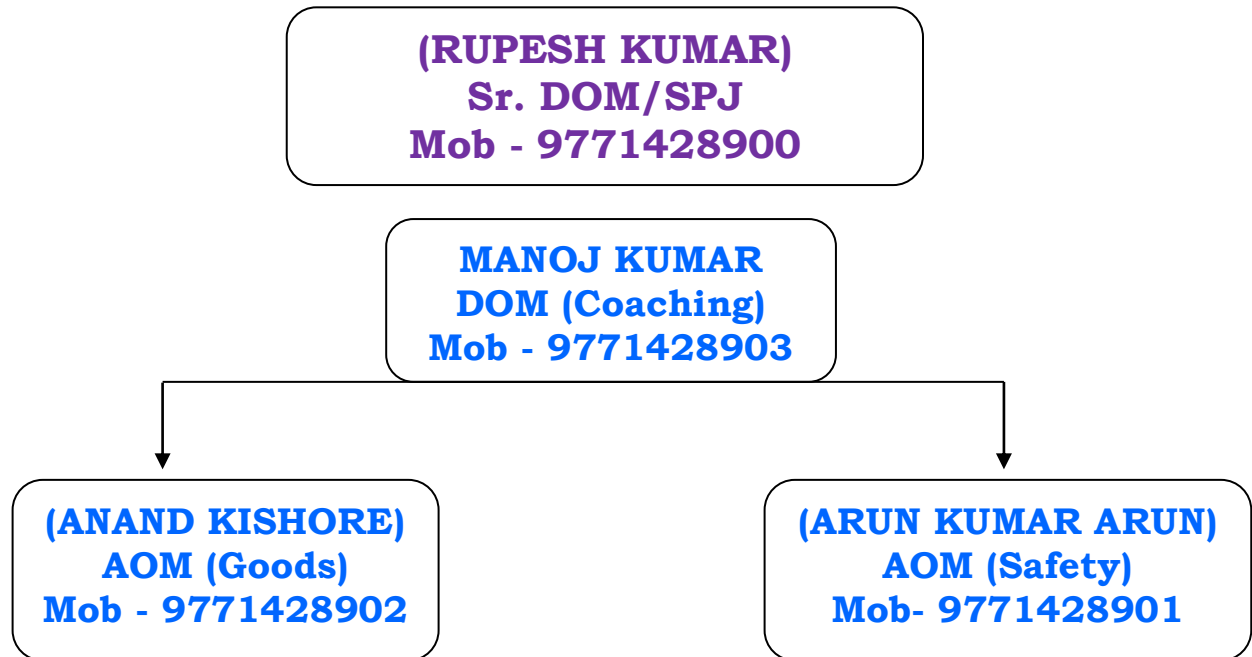 (RUPESH KUMAR)
Sr. DOM/SPJ
Mob - 9771428900
MANOJ KUMAR
DOM (Coaching)
Mob - 9771428903
(ANAND KISHORE)
AOM (Goods)
Mob - 9771428902
(ARUN KUMAR ARUN)
AOM (Safety)
Mob- 9771428901